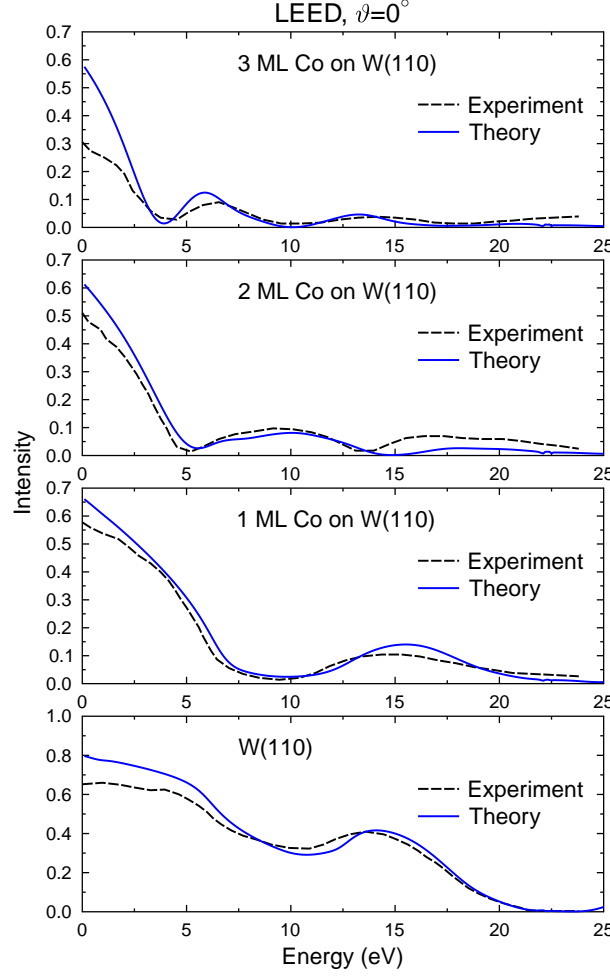 LEED, ϑ=0°
0.7
0.6
0.5
0.4
0.3
0.2
0.1
0.0
3 ML Co on W(110)
Experiment
Theory
0 5 10 15 20 25
0.7
0.6
0.5
0.4
0.3
0.2
0.1
0.0
2 ML Co on W(110)
Experiment
Theory
0 5 10 15 20 25
Intensity
0.7
0.6
0.5
0.4
0.3
0.2
0.1
0.0
1 ML Co on W(110)
Experiment
Theory
0 5 10 15 20 25
1.0
0.8
0.6
0.4
0.2
0.0
W(110)
Experiment
Theory
0 5 10 15 20 25
Energy (eV)